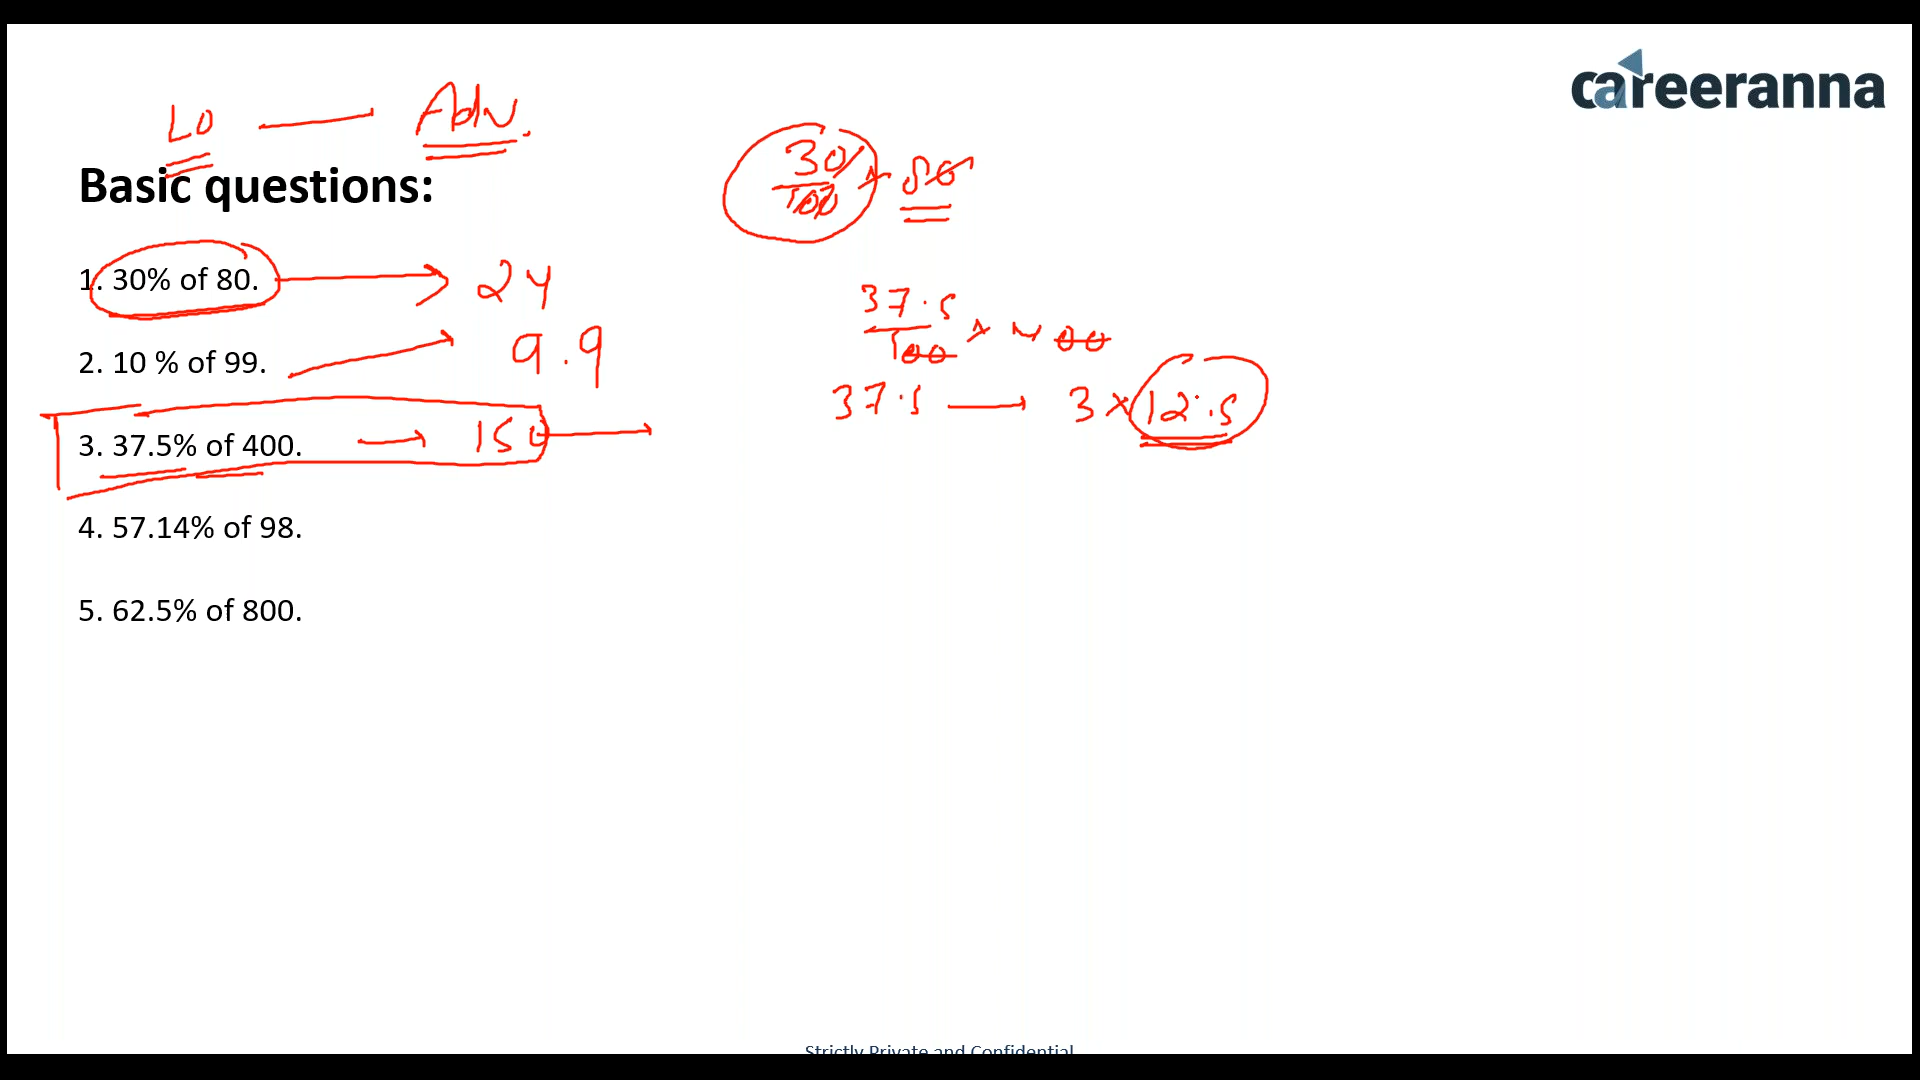 careeranna
L0 — Adv.
Basic questions:
30/100 × 80
1. 30% of 80. → 24
37.5/100 × 400
2. 10 % of 99. → 9.9
37.5 → 3 × 12.5
3. 37.5% of 400. → 150 →
4. 57.14% of 98.
5. 62.5% of 800.
Strictly Private and Confidential